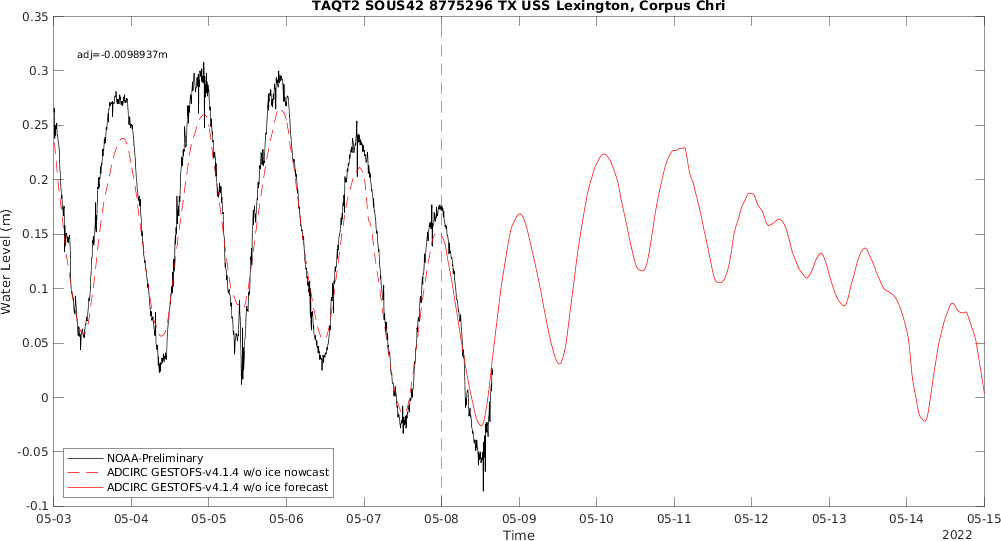 TAQT2 SOUS42 8775296 TX USS Lexington, Corpus Chri
adj=-0.0098937m
0.35
0.3
0.25
0.2
0.15
0.1
0.05
0
-0.05
-0.1
Water Level (m)
NOAA-Preliminary
ADCIRC GESTOFS-v4.1.4 w/o ice nowcast
ADCIRC GESTOFS-v4.1.4 w/o ice forecast
05-03 05-04 05-05 05-06 05-07 05-08 05-09 05-10 05-11 05-12 05-13 05-14 05-15
Time
2022